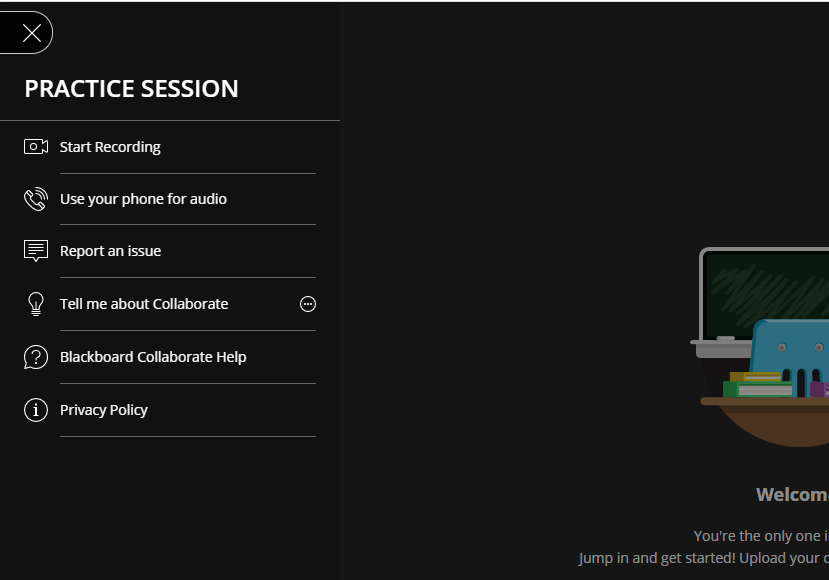 PRACTICE SESSION
Start Recording
Use your phone for audio
Report an issue
Tell me about Collaborate
Blackboard Collaborate Help
Privacy Policy
You're the only one
Jump in and get started! Upload your